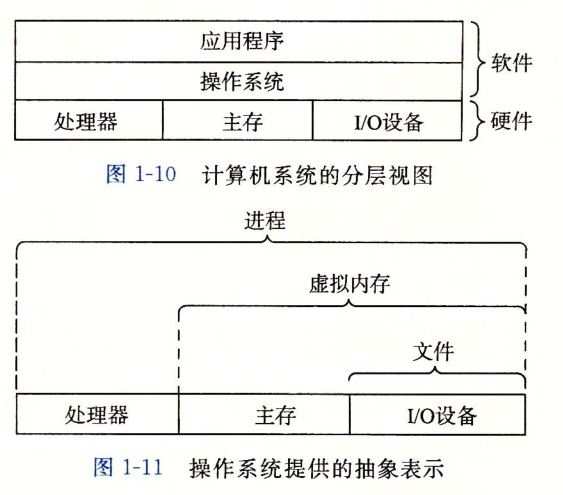 应用程序
操作系统
软件
处理器 主存 I/O设备
硬件
图 1-10 计算机系统的分层视图
进程
虚拟内存
文件
处理器 主存 I/O设备
图 1-11 操作系统提供的抽象表示